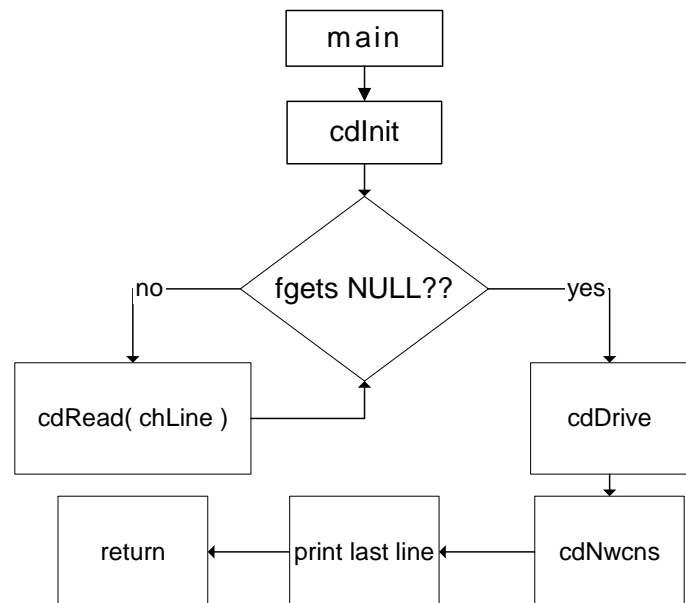 main
cdInit
fgets NULL??
no
yes
cdRead( chLine )
cdDrive
return
print last line
cdNwcns